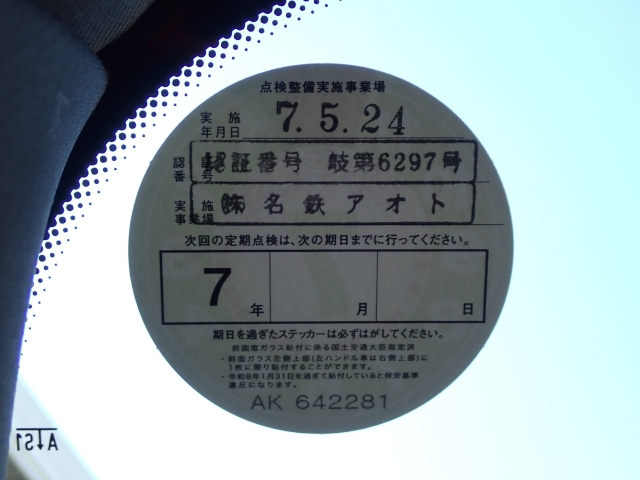 点検整備実施事業場
実施
年月日 7.5.24
認証
番号 認証番号 岐第6297号
実施
事業場 ㈱名鉄アオト
次回の定期点検は、次の期日までに行ってください。
7年 月 日
期日を過ぎたステッカーは必ずはがしてください。
前面窓ガラス貼付に係る国土交通大臣指定済
・前面ガラス左側上部(左ハンドル車は右側上部)に
1枚に限り貼付することができます。
・令和8年1月31日を過ぎて貼付していると保安基準
違反になります。
AK 642281
AS1